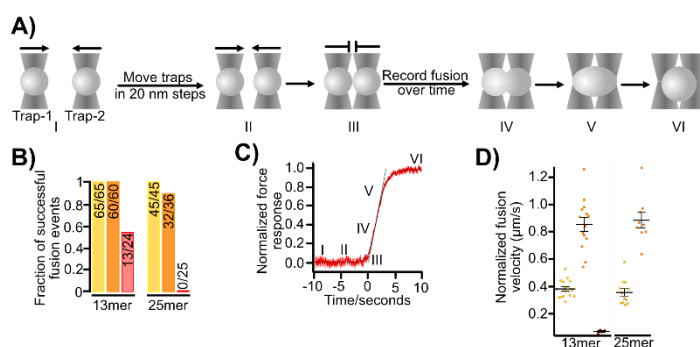 A)
Trap-1
Trap-2
I
Move traps
in 20 nm steps
II
III
Record fusion
over time
IV
V
VI
B)
Fraction of successful
fusion events
1
0.8
0.6
0.4
0.2
0
65/65
60/60
13/24
45/45
32/36
0/25
13mer
25mer
C)
Normalized force
response
1.0
0.8
0.6
0.4
0.2
0.0
I
II
III
IV
V
VI
-10
-5
0
5
10
Time/seconds
D)
Normalized fusion
velocity (μm/s)
1.2
1.0
0.8
0.6
0.4
0.2
13mer
25mer